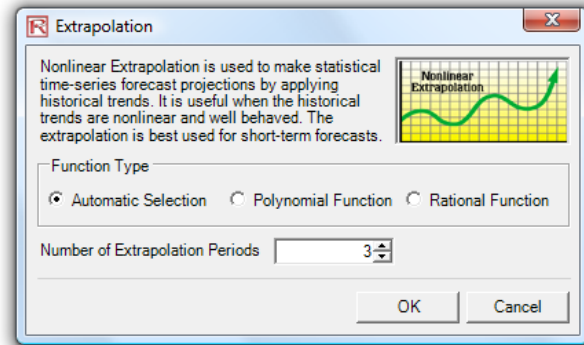 R Extrapolation
Nonlinear Extrapolation is used to make statistical
time-series forecast projections by applying
historical trends. It is useful when the historical
trends are nonlinear and well behaved. The
extrapolation is best used for short-term forecasts.
Nonlinear
Extrapolation
Function Type
Automatic Selection Polynomial Function Rational Function
Number of Extrapolation Periods 3
OK Cancel